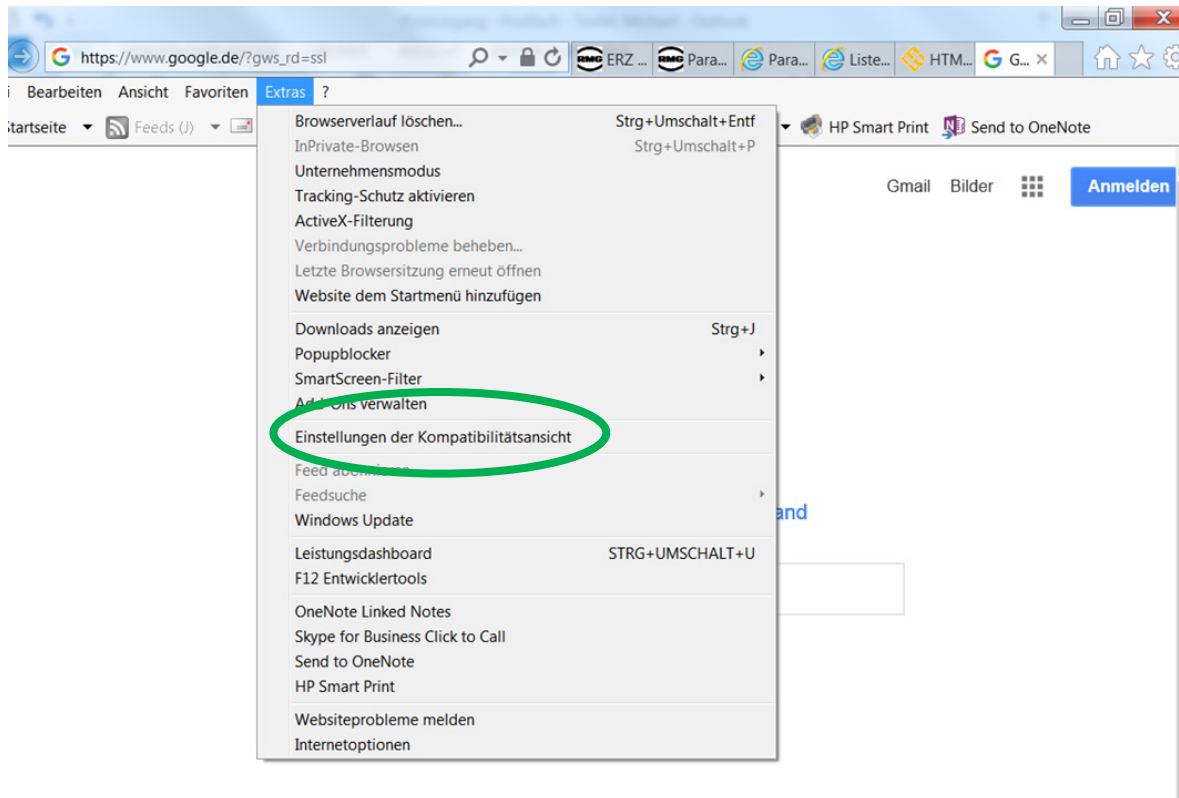 https://www.google.de/?gws_rd=ssl
ERZ ...
Para...
Para...
Liste...
HTM...
G...
Bearbeiten Ansicht Favoriten Extras ?
Startseite Feeds (J) HP Smart Print Send to OneNote
Browserverlauf löschen... Strg+Umschalt+Entf
InPrivate-Browsen Strg+Umschalt+P
Unternehmensmodus
Tracking-Schutz aktivieren
ActiveX-Filterung
Verbindungsprobleme beheben...
Letzte Browsersitzung erneut öffnen
Website dem Startmenü hinzufügen
Downloads anzeigen Strg+J
Popupblocker
SmartScreen-Filter
Add-Ons verwalten
Einstellungen der Kompatibilitätsansicht
Feed abonnieren...
Feedsuche
Windows Update
Leistungsdashboard STRG+UMSCHALT+U
F12 Entwicklertools
OneNote Linked Notes
Skype for Business Click to Call
Send to OneNote
HP Smart Print
Websiteprobleme melden
Internetoptionen
Gmail Bilder Anmelden
and